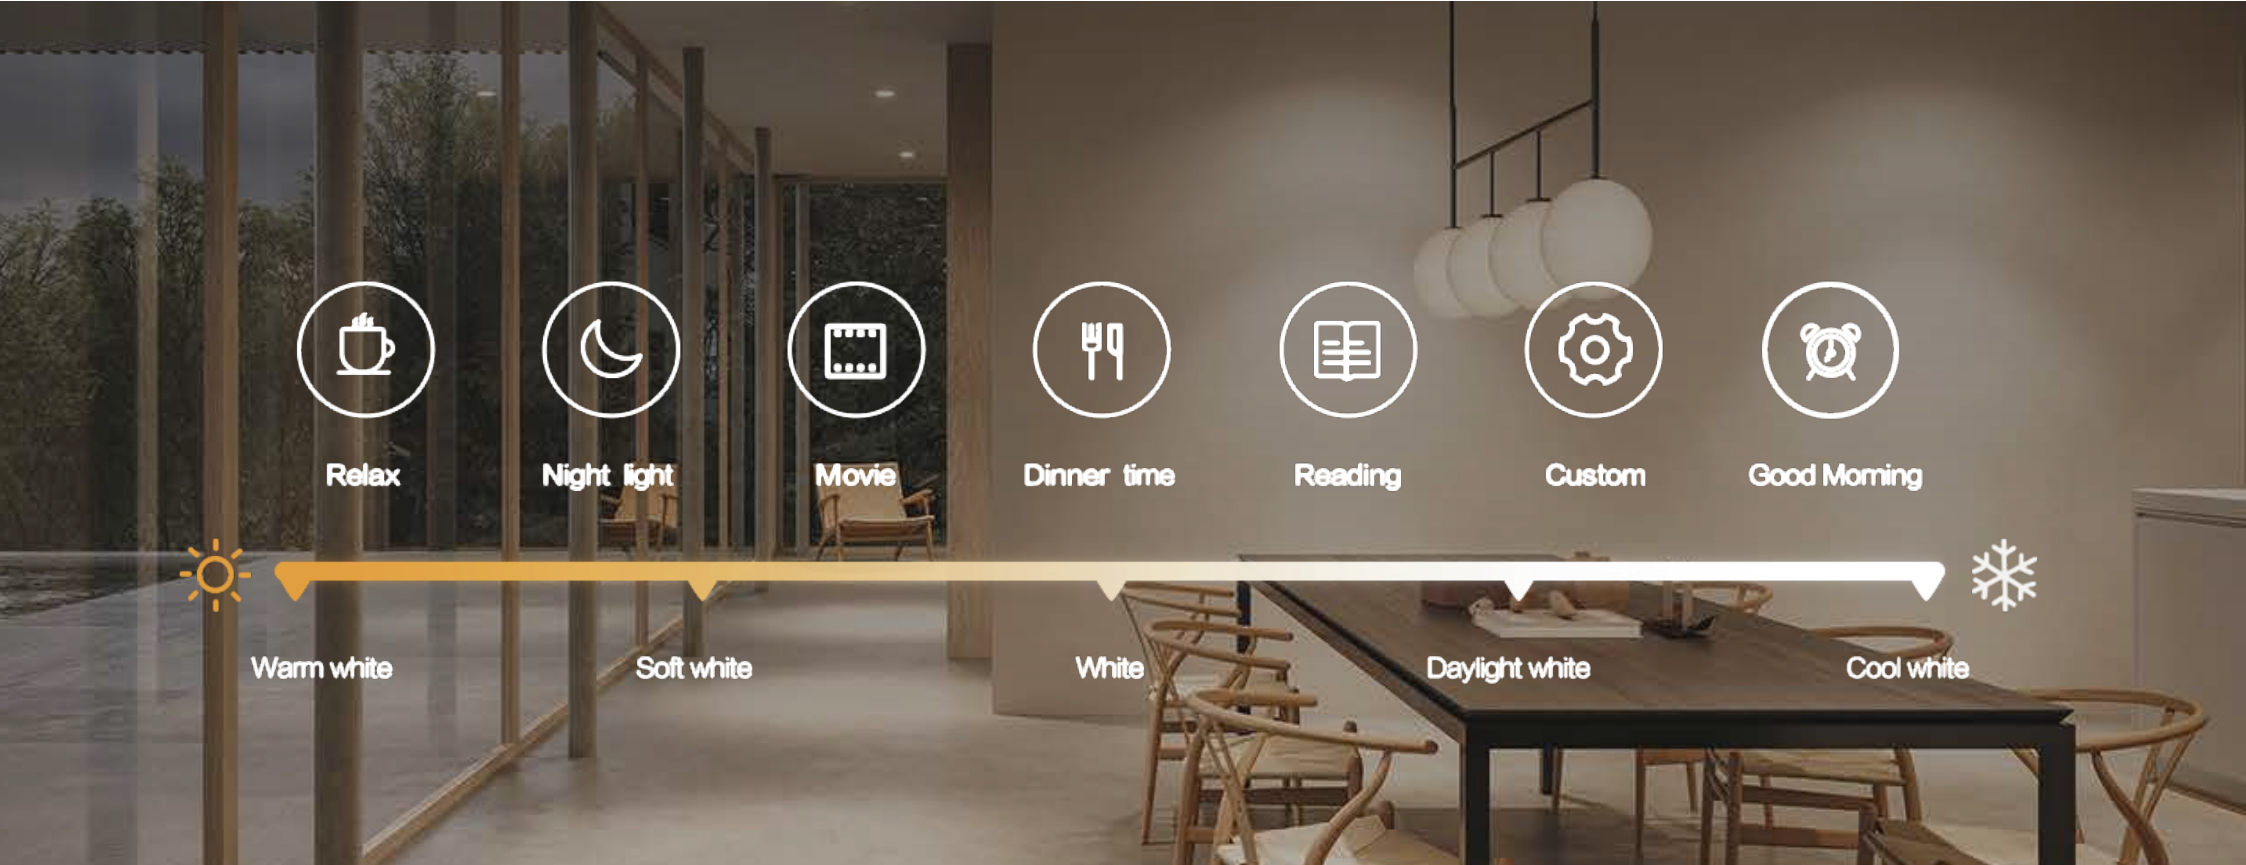 Relax
Night light
Movie
Dinner time
Reading
Custom
Good Morning
Warm white
Soft white
White
Daylight white
Cool white